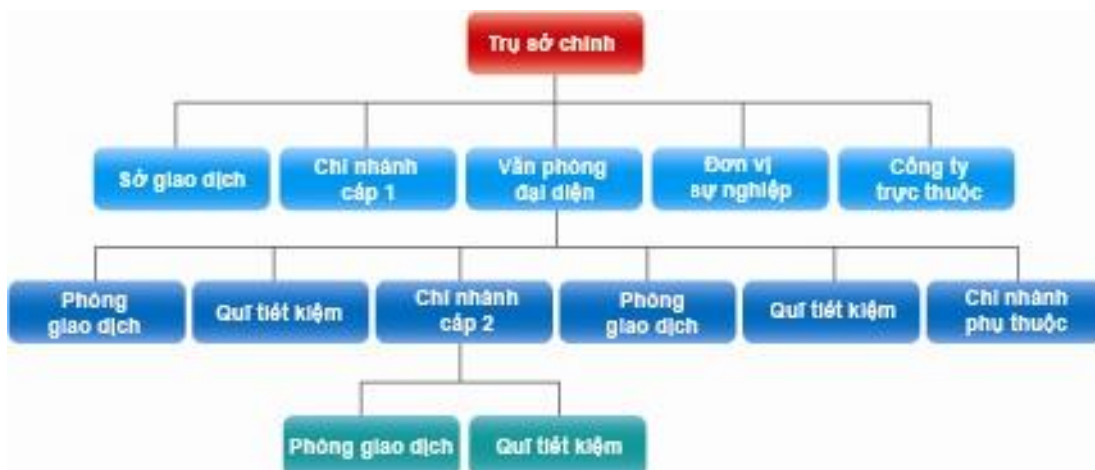 Trụ sở chính
Sở giao dịch
Chi nhánh
cấp 1
Văn phòng
đại diện
Đơn vị
sự nghiệp
Công ty
trực thuộc
Phòng
giao dịch
Quĩ tiết kiệm
Chi nhánh
cấp 2
Phòng
giao dịch
Quĩ tiết kiệm
Chi nhánh
phụ thuộc
Phòng giao dịch
Quĩ tiết kiệm